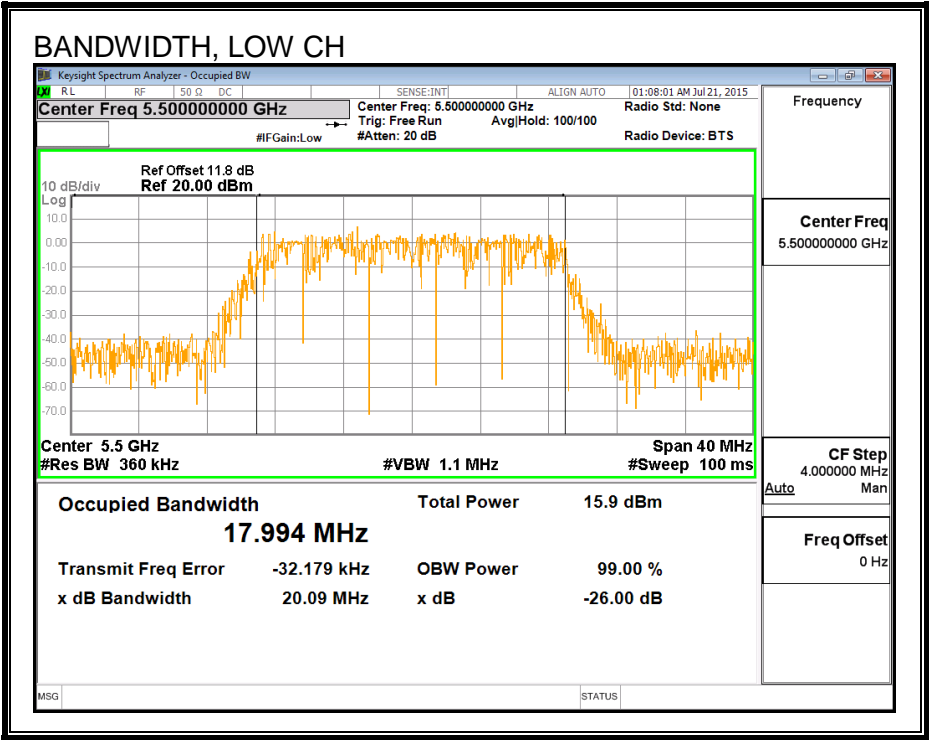 BANDWIDTH, LOW CH
Keysight Spectrum Analyzer - Occupied BW
LXI RL RF 50 Ω DC SENSE:INT ALIGN AUTO 01:08:01 AM Jul 21, 2015
Center Freq 5.500000000 GHz
Center Freq: 5.500000000 GHz Radio Std: None
Trig: Free Run Avg|Hold: 100/100
#IFGain:Low #Atten: 20 dB Radio Device: BTS
Ref Offset 11.8 dB
10 dB/div Ref 20.00 dBm
Log
10.0
0.00
-10.0
-20.0
-30.0
-40.0
-50.0
-60.0
-70.0
Center 5.5 GHz Span 40 MHz
#Res BW 360 kHz #VBW 1.1 MHz #Sweep 100 ms
Occupied Bandwidth Total Power 15.9 dBm
17.994 MHz
Transmit Freq Error -32.179 kHz OBW Power 99.00 %
x dB Bandwidth 20.09 MHz x dB -26.00 dB
MSG STATUS
Frequency
Center Freq
5.500000000 GHz
CF Step
4.000000 MHz
Auto Man
Freq Offset
0 Hz